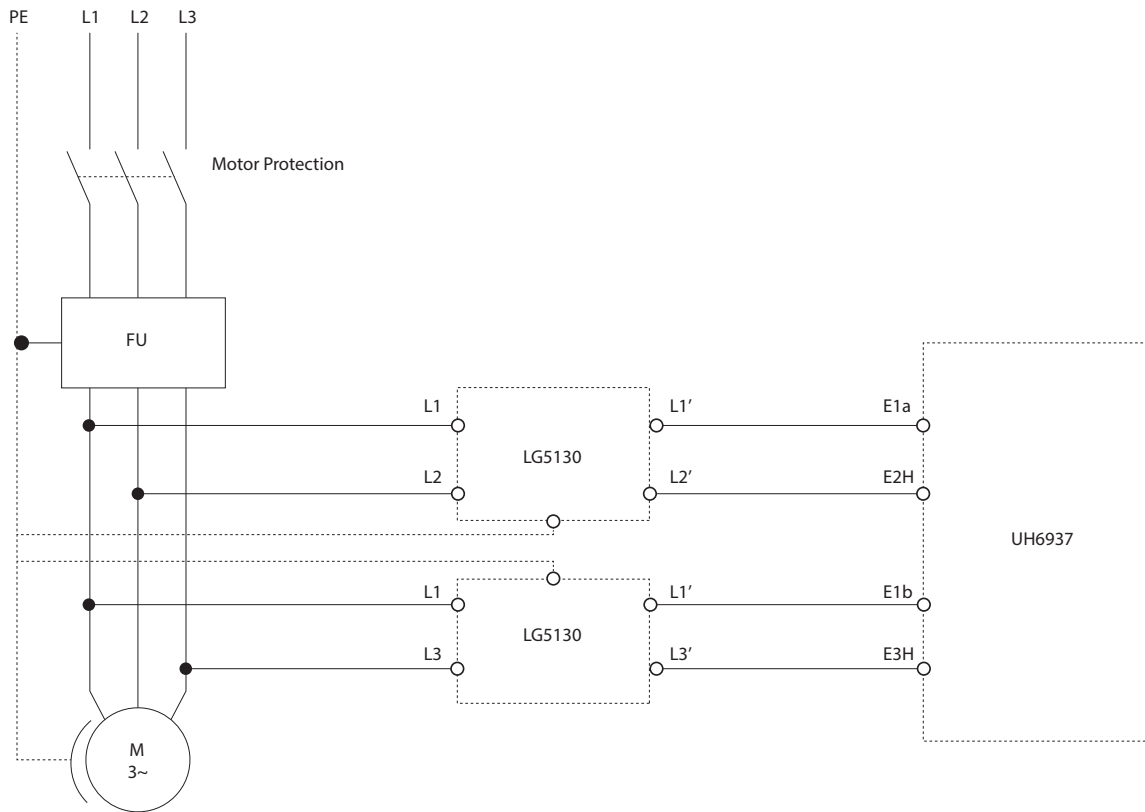 PE L1 L2 L3
Motor Protection
FU
L1 L1′ E1a
LG5130
L2 L2′ E2H
UH6937
L1 L1′ E1b
LG5130
L3 L3′ E3H
M
3~